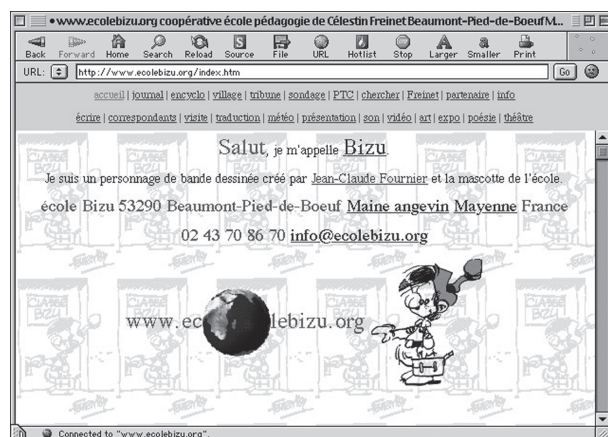 www.ecolebizu.org coopérative école pédagogie de Célestin Freinet Beaumont-Pied-de-BoeufM...
Back Forward Home Search Reload Source File URL Hotlist Stop Larger Smaller Print
URL: http://www.ecolebizu.org/index.htm Go
accueil | journal | encyclo | village | tribune | sondage | PTC | chercher | Freinet | partenaire | info
écrire | correspondants | visite | traduction | météo | présentation | son | vidéo | art | expo | poésie | théâtre
Salut, je m'appelle Bizu.
Je suis un personnage de bande dessinée créé par Jean-Claude Fournier et la mascotte de l'école.
école Bizu 53290 Beaumont-Pied-de-Boeuf Maine angevin Mayenne France
02 43 70 86 70 info@ecolebizu.org
www.ec lebizu.org
Connected to "www.ecolebizu.org".